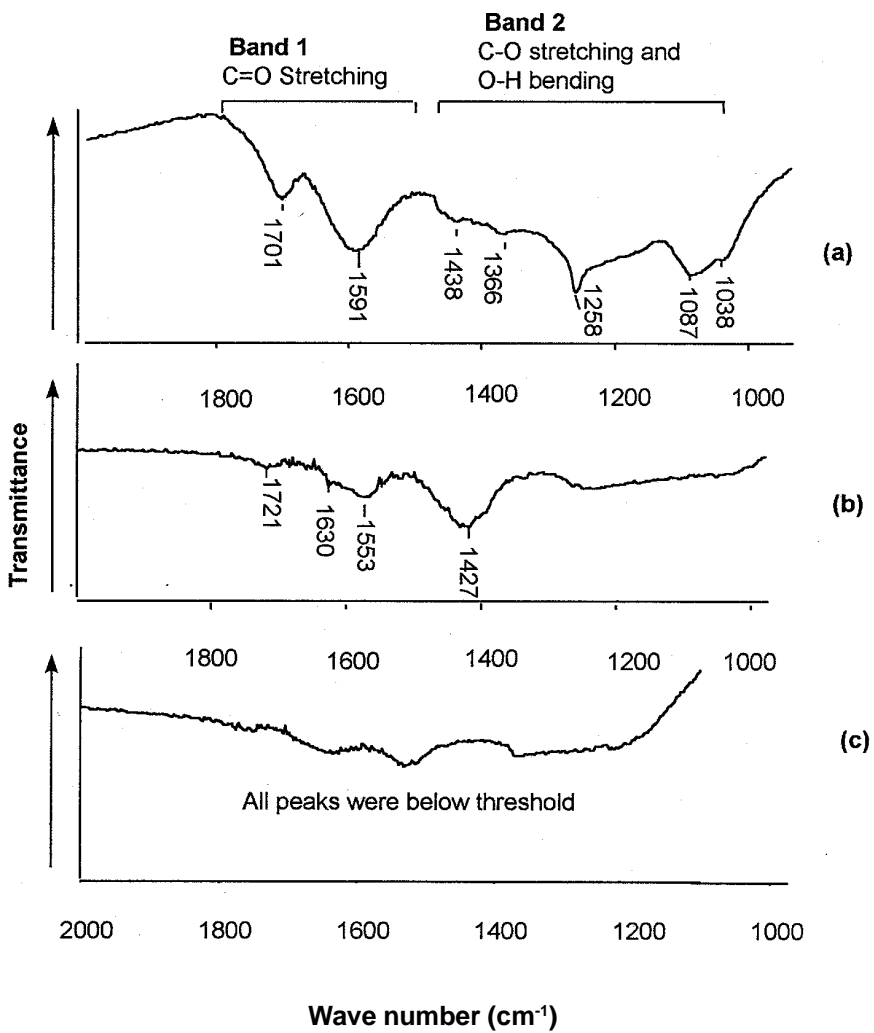 Band 1
C=O Stretching
Band 2
C-O stretching and
O-H bending
1701
1591
1438
1366
1258
1087
1038
(a)
1800
1600
1400
1200
1000
Transmittance
1721
1630
1553
1427
(b)
1800
1600
1400
1200
1000
(c)
All peaks were below threshold
2000
1800
1600
1400
1200
1000
Wave number (cm⁻¹)